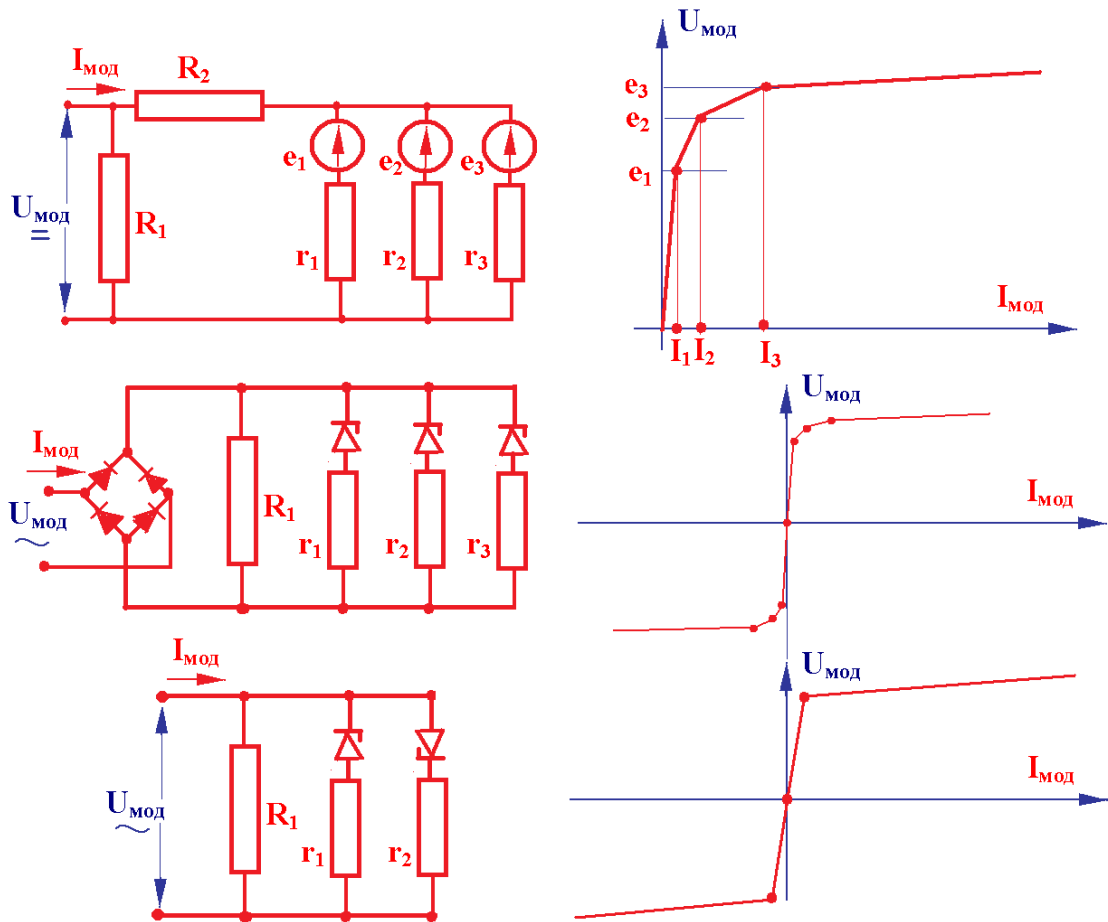 Iмод
R₂
e₁
e₂
e₃
Uмод
=
R₁
r₁
r₂
r₃
Uмод
e₃
e₂
e₁
Iмод
I₁
I₂
I₃
Iмод
Uмод
~
R₁
r₁
r₂
r₃
Uмод
Iмод
Iмод
Uмод
~
R₁
r₁
r₂
Uмод
Iмод